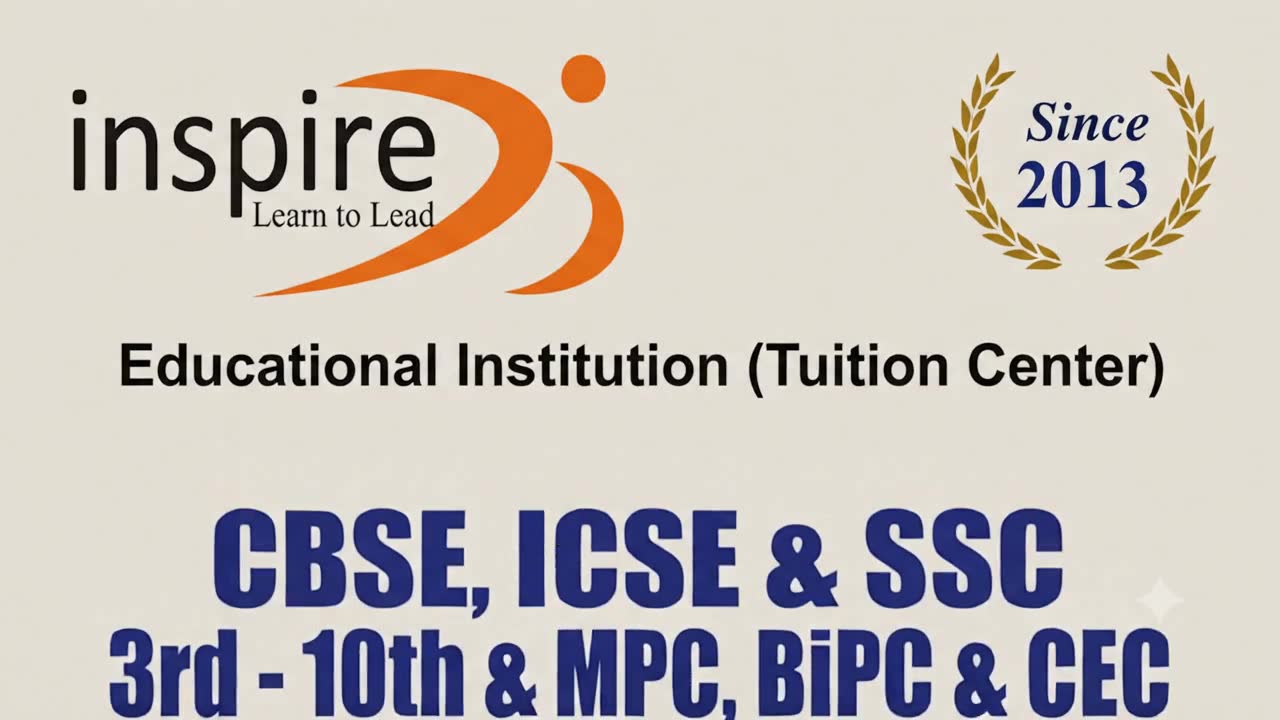 inspire
Learn to Lead
Since
2013
Educational Institution (Tuition Center)
CBSE, ICSE & SSC
3rd - 10th & MPC, BiPC & CEC